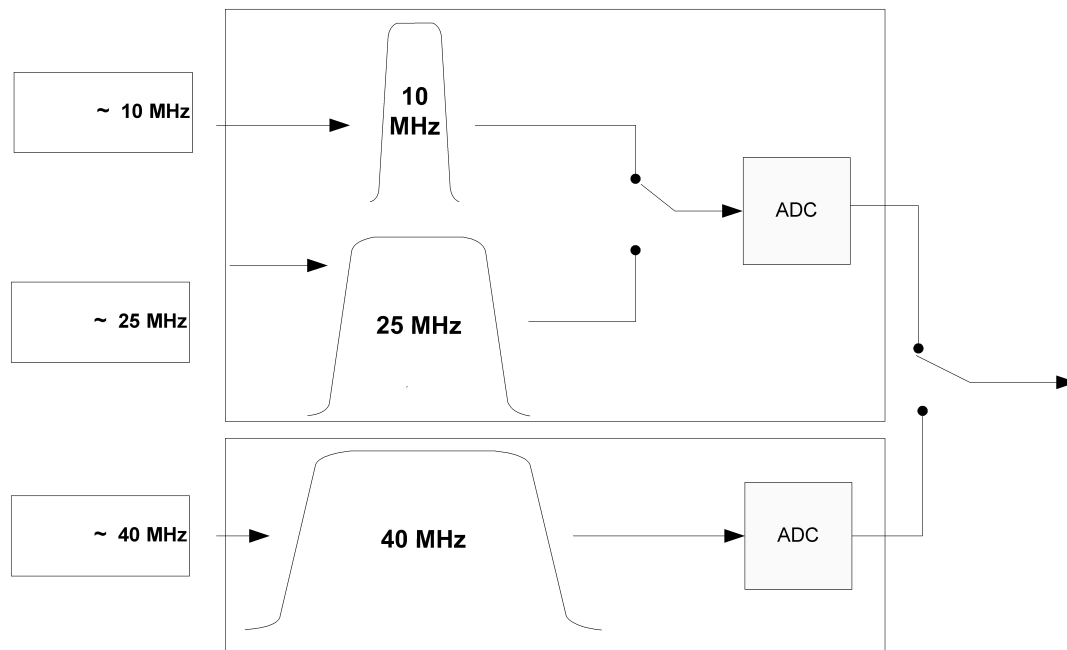 ~ 10 MHz
10
MHz
ADC
~ 25 MHz
25 MHz
~ 40 MHz
40 MHz
ADC